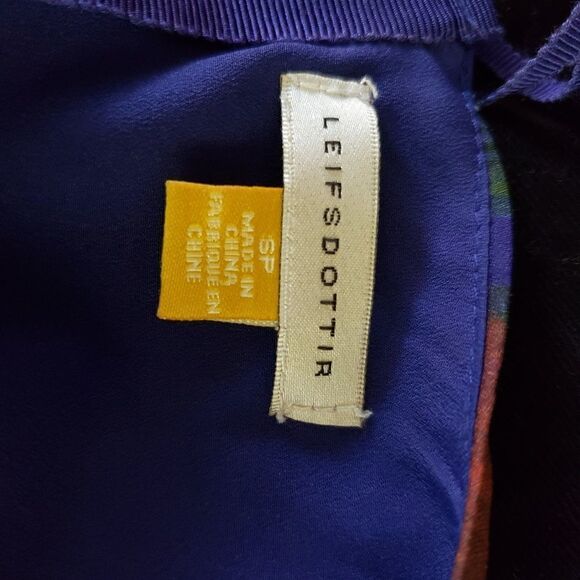 LEIFSDOTTIR
SP
MADE IN
CHINA
FABRIQUE EN
CHINE